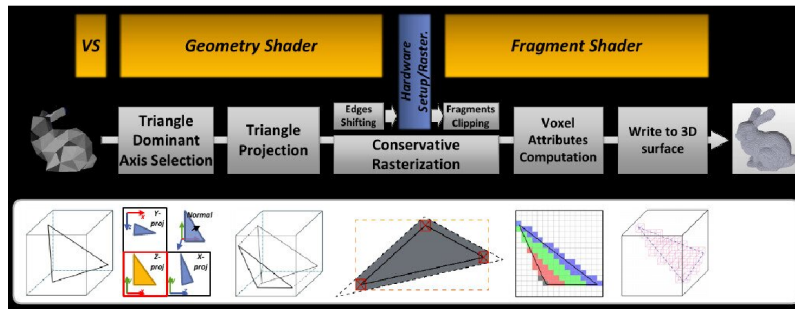 VS
Geometry Shader
Hardware
Setup/Raster.
Fragment Shader
Triangle
Dominant
Axis Selection
Triangle
Projection
Edges
Shifting
Fragments
Clipping
Conservative
Rasterization
Voxel
Attributes
Computation
Write to 3D
surface
Y-
proj
Normal
Z-
proj
X-
proj